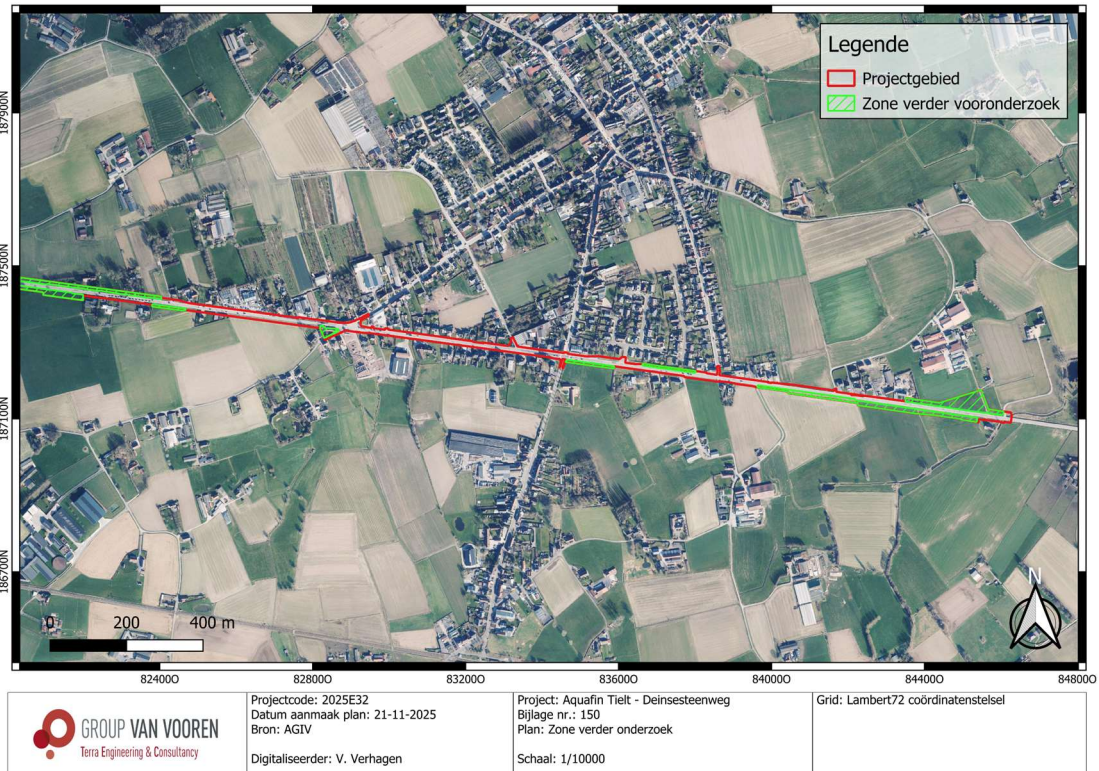 Legende
Projectgebied
Zone verder vooronderzoek
187900N
187500N
187100N
186700N
N
0 200 400 m
824000 828000 832000 836000 840000 844000 848000
GROUP VAN VOOREN
Terra Engineering & Consultancy
Projectcode: 2025E32
Datum aanmaak plan: 21-11-2025
Bron: AGIV
Digitaliseerder: V. Verhagen
Project: Aquafin Tielt - Deinsesteenweg
Bijlage nr.: 150
Plan: Zone verder onderzoek
Schaal: 1/10000
Grid: Lambert72 coördinatenstelsel